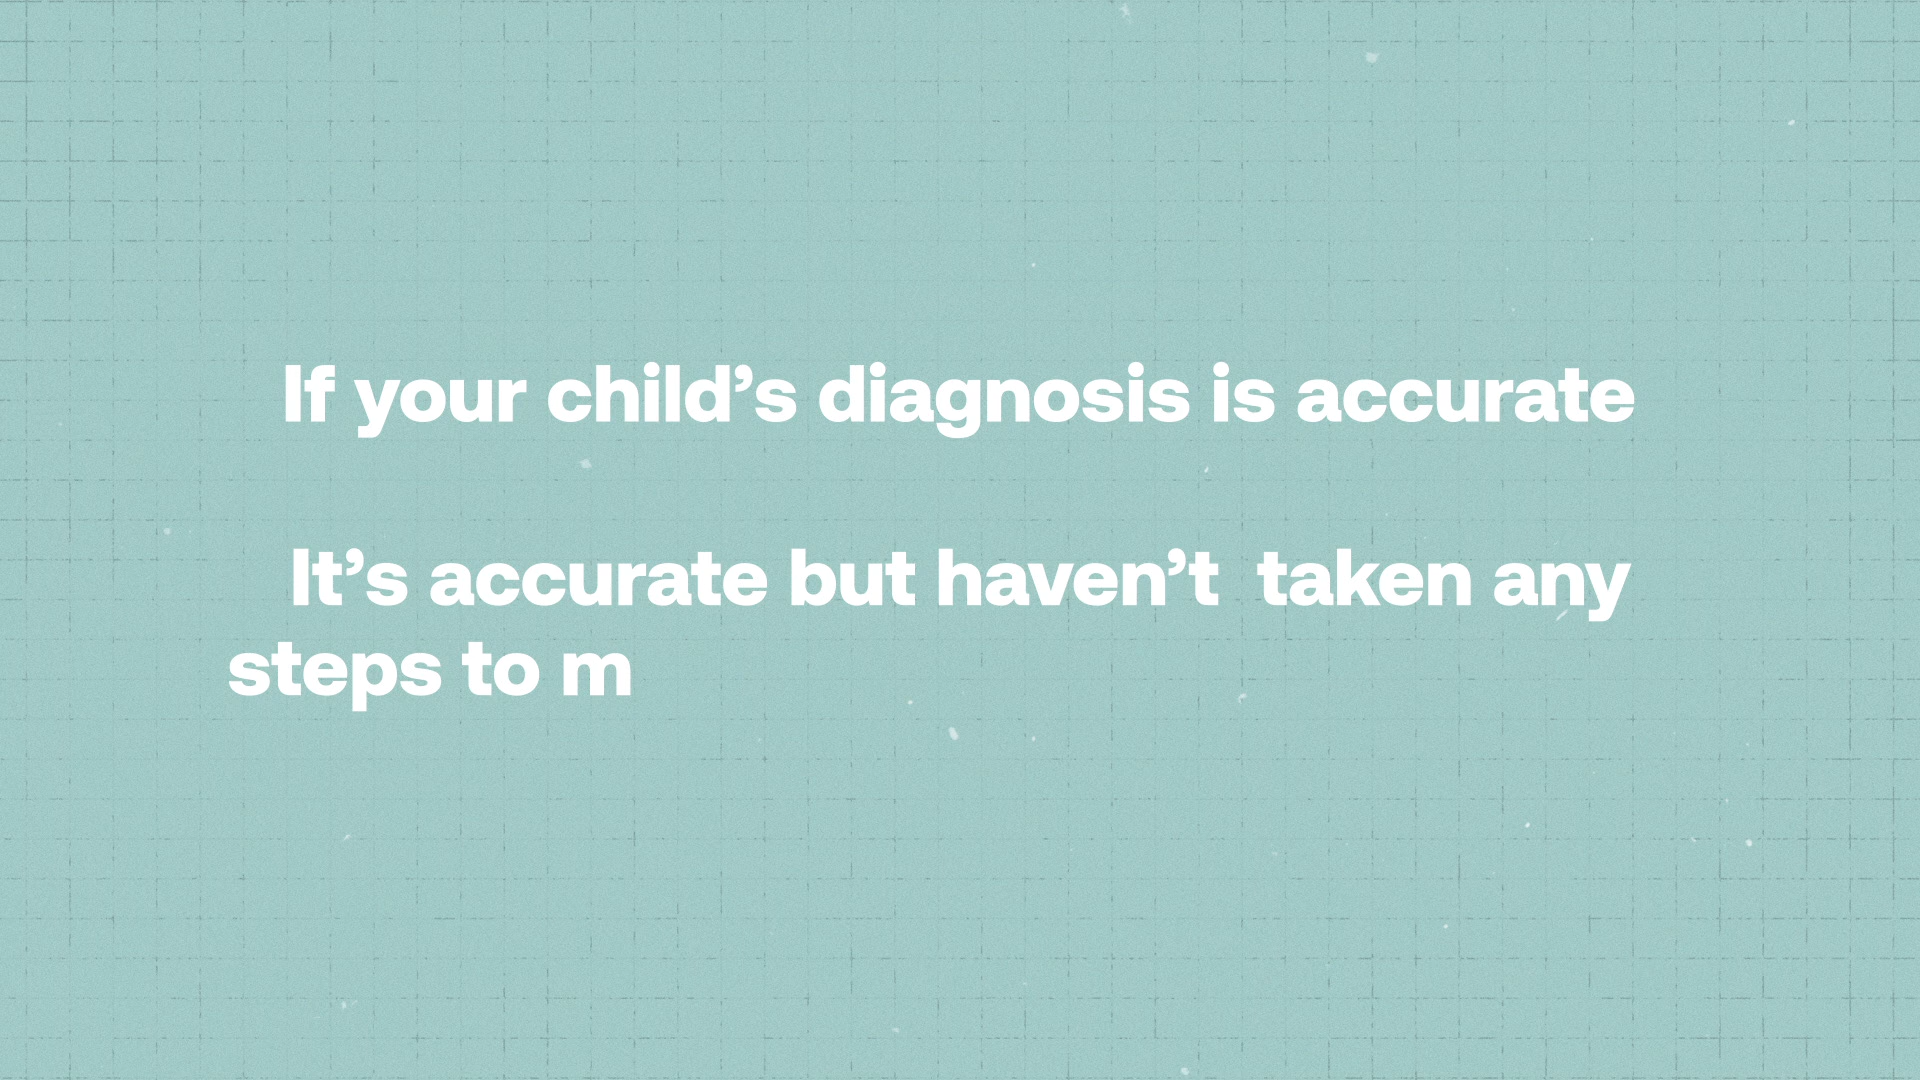 If your child’s diagnosis is accurate
It’s accurate but haven’t  taken any
steps to m